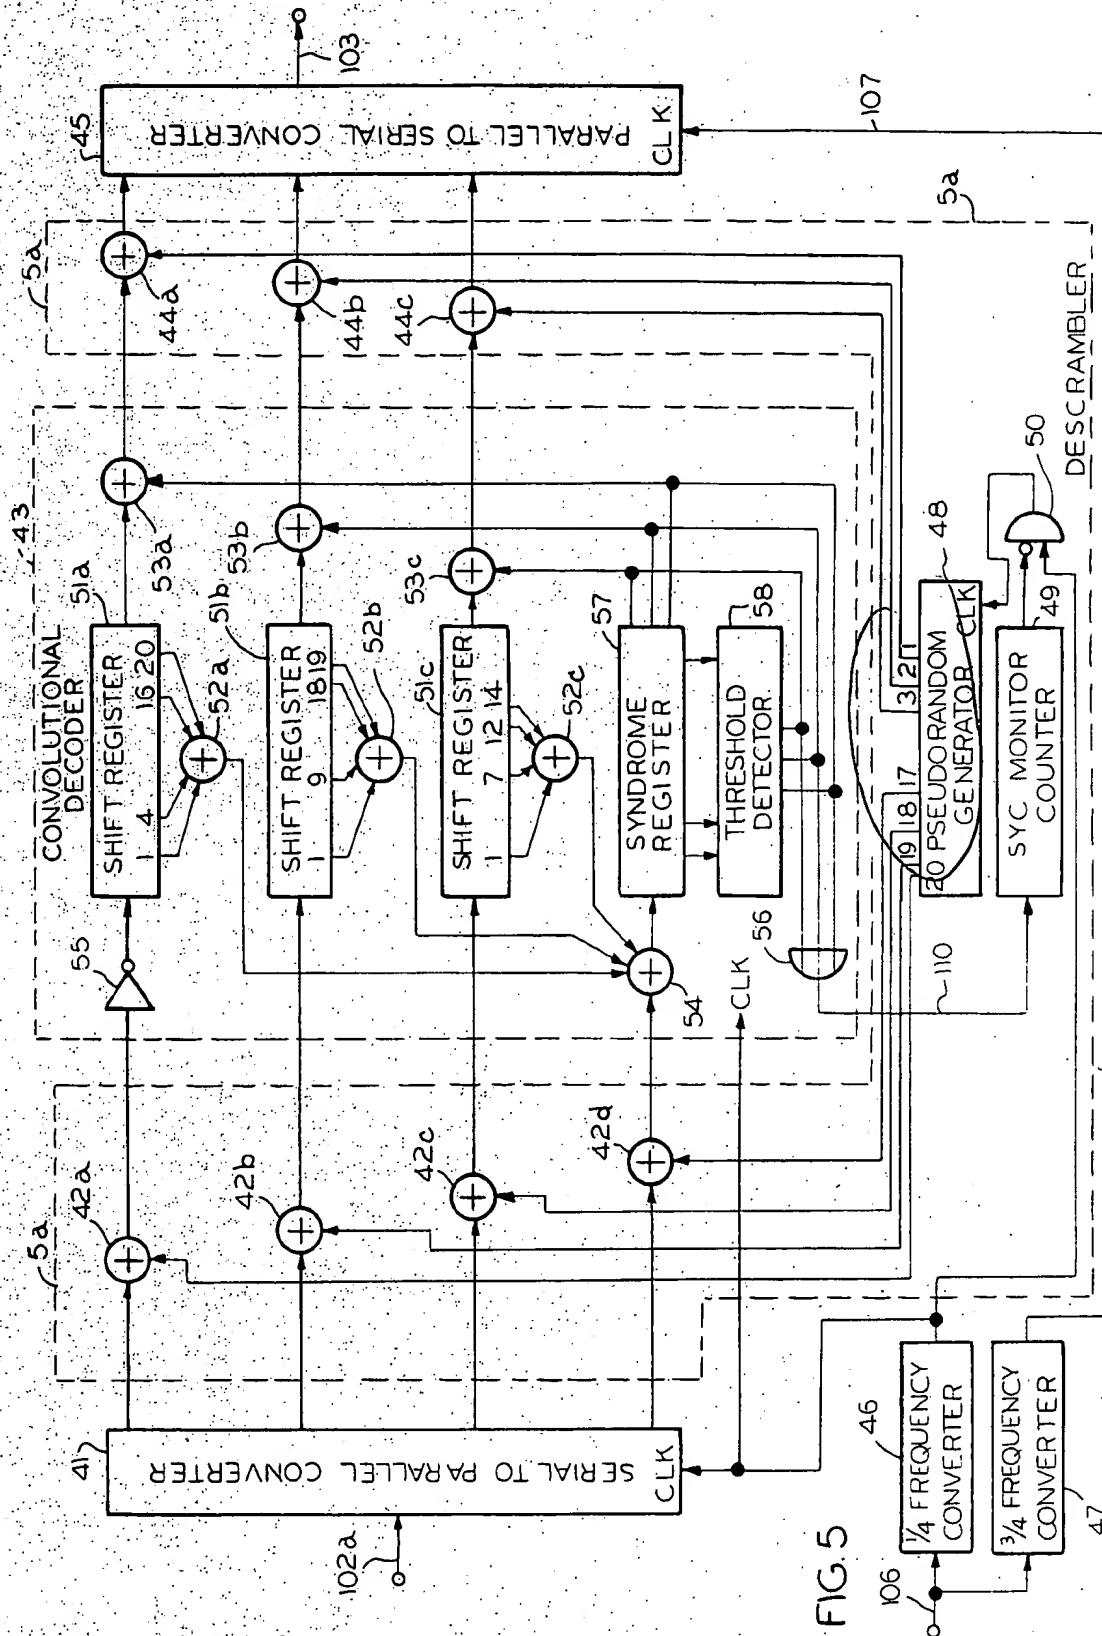 FIG.5
102a
41
SERIAL TO PARALLEL CONVERTER
CLK
5a
42a
42b
42c
42d
43
CONVOLUTIONAL
DECODER
55
51a
SHIFT REGISTER
1 4 16 20
52a
53a
51b
SHIFT REGISTER
1 9 18 19
52b
53b
51c
SHIFT REGISTER
1 7 12 14
52c
53c
54
CLK
57
SYNDROME
REGISTER
58
THRESHOLD
DETECTOR
56
110
5a
44a
44b
44c
45
PARALLEL TO SERIAL CONVERTER
CLK
103
107
5a
DESCRAMBLER
48
20 19 18 17 3 2 1
PSEUDORANDOM
GENERATOR CLK
49
SYC MONITOR
COUNTER
50
106
46
1/4 FREQUENCY
CONVERTER
3/4 FREQUENCY
CONVERTER
47